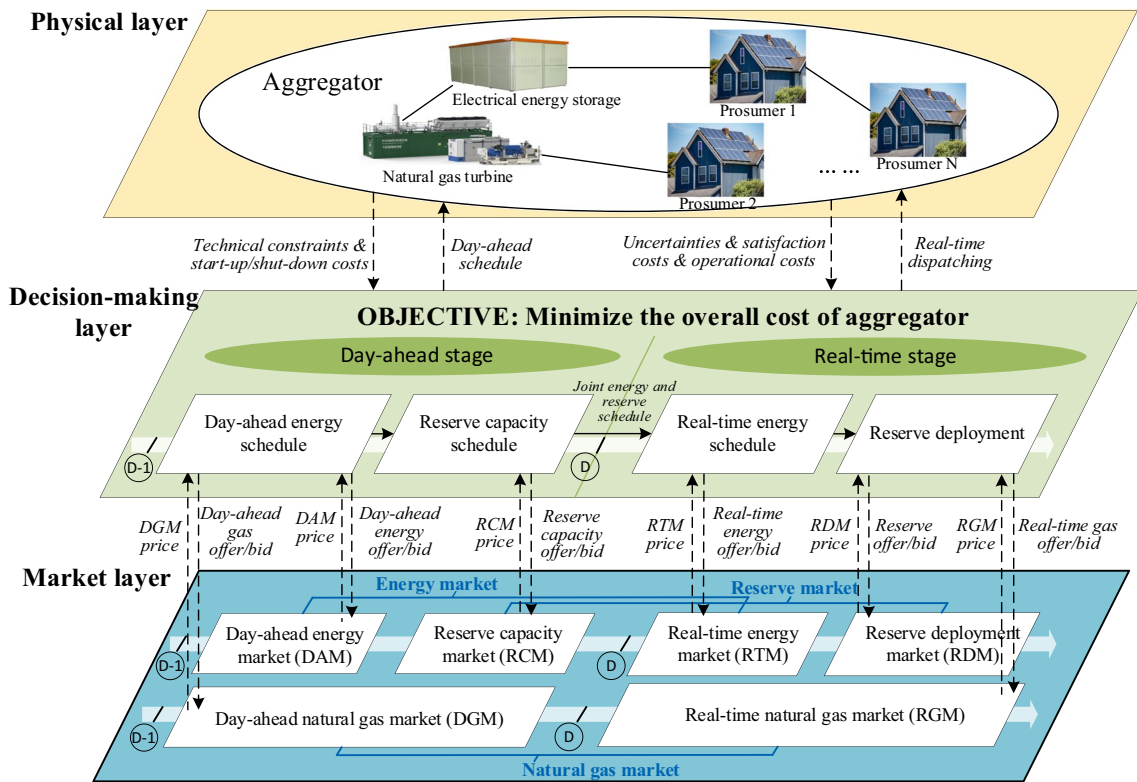 Physical layer
Aggregator
Electrical energy storage
Prosumer 1
Natural gas turbine
Prosumer 2
... ...
Prosumer N
Technical constraints &
start-up/shut-down costs
Day-ahead
schedule
Uncertainties & satisfaction
costs & operational costs
Real-time
dispatching
Decision-making
layer
OBJECTIVE: Minimize the overall cost of aggregator
Day-ahead stage
Real-time stage
Joint energy and
reserve
schedule
D-1
Day-ahead energy
schedule
Reserve capacity
schedule
D
Real-time energy
schedule
Reserve deployment
DGM
price
Day-ahead
gas
offer/bid
DAM
price
Day-ahead
energy
offer/bid
RCM
price
Reserve
capacity
offer/bid
RTM
price
Real-time
energy
offer/bid
RDM
price
Reserve
offer/bid
RGM
price
Real-time gas
offer/bid
Market layer
Energy market
Reserve market
D-1
Day-ahead energy
market (DAM)
Reserve capacity
market (RCM)
D
Real-time energy
market (RTM)
Reserve deployment
market (RDM)
D-1
Day-ahead natural gas market (DGM)
D
Real-time natural gas market (RGM)
Natural gas market